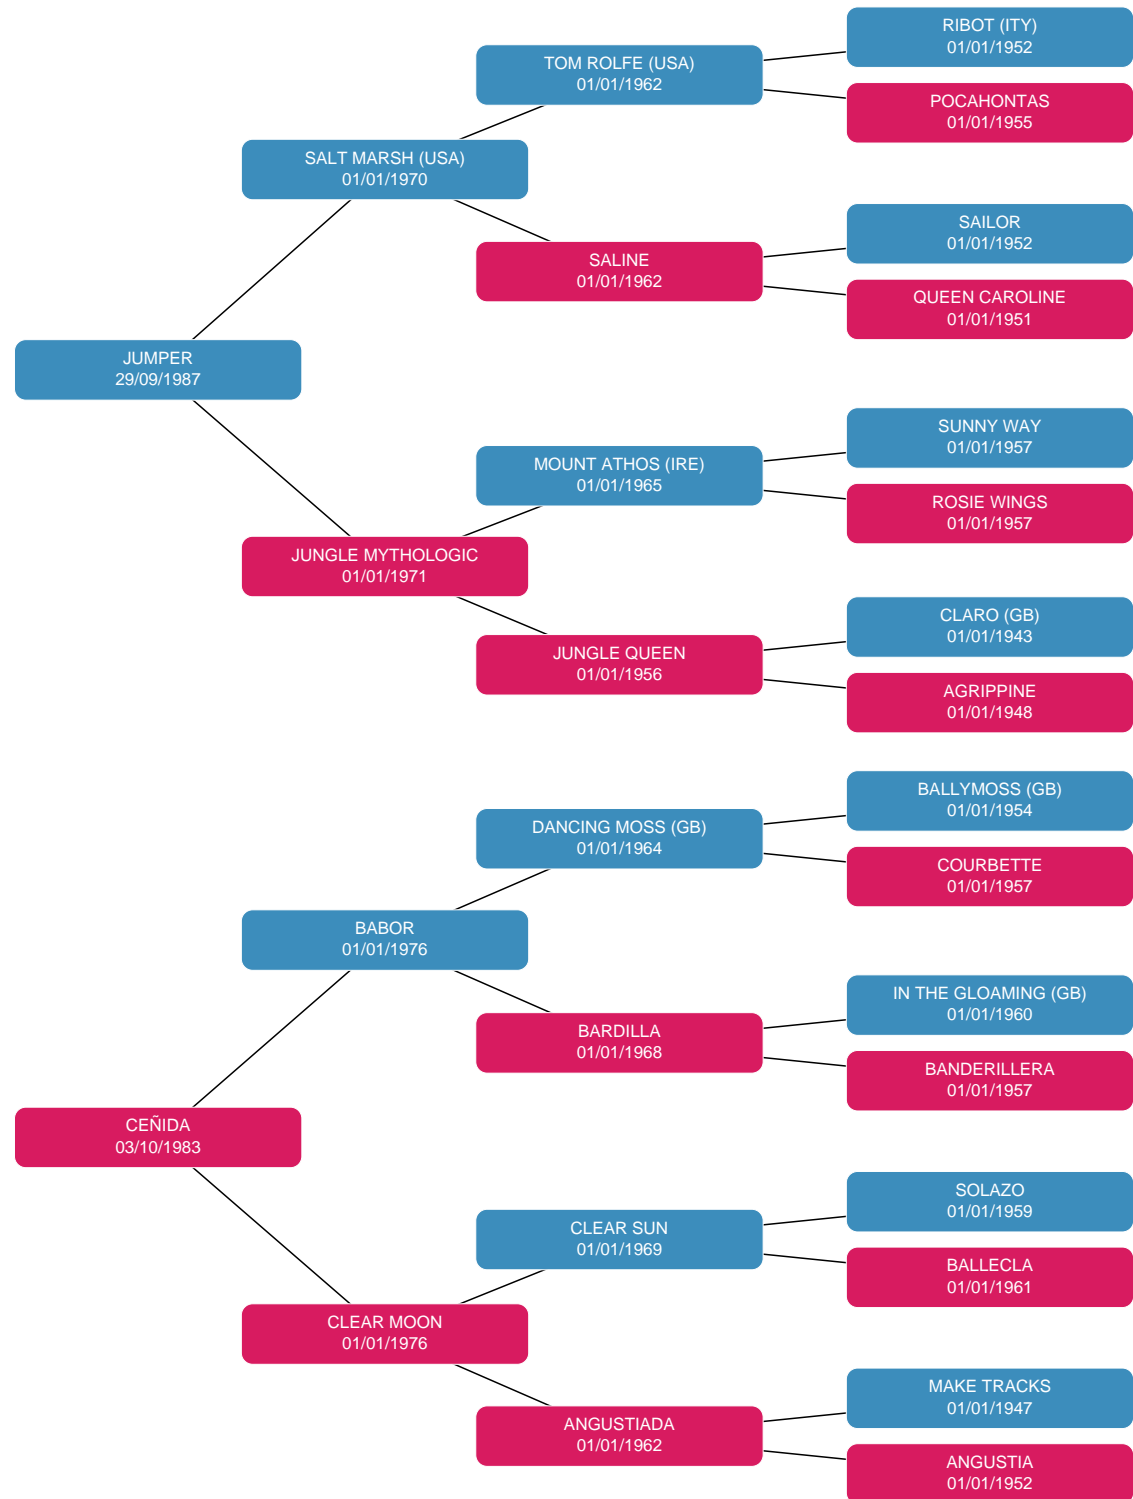 RIBOT (ITY)
01/01/1952
TOM ROLFE (USA)
01/01/1962
POCAHONTAS
01/01/1955
SALT MARSH (USA)
01/01/1970
SAILOR
01/01/1952
SALINE
01/01/1962
QUEEN CAROLINE
01/01/1951
JUMPER
29/09/1987
SUNNY WAY
01/01/1957
MOUNT ATHOS (IRE)
01/01/1965
ROSIE WINGS
01/01/1957
JUNGLE MYTHOLOGIC
01/01/1971
CLARO (GB)
01/01/1943
JUNGLE QUEEN
01/01/1956
AGRIPPINE
01/01/1948
BALLYMOSS (GB)
01/01/1954
DANCING MOSS (GB)
01/01/1964
COURBETTE
01/01/1957
BABOR
01/01/1976
IN THE GLOAMING (GB)
01/01/1960
BARDILLA
01/01/1968
BANDERILLERA
01/01/1957
CEÑIDA
03/10/1983
SOLAZO
01/01/1959
CLEAR SUN
01/01/1969
BALLECLA
01/01/1961
CLEAR MOON
01/01/1976
MAKE TRACKS
01/01/1947
ANGUSTIADA
01/01/1962
ANGUSTIA
01/01/1952